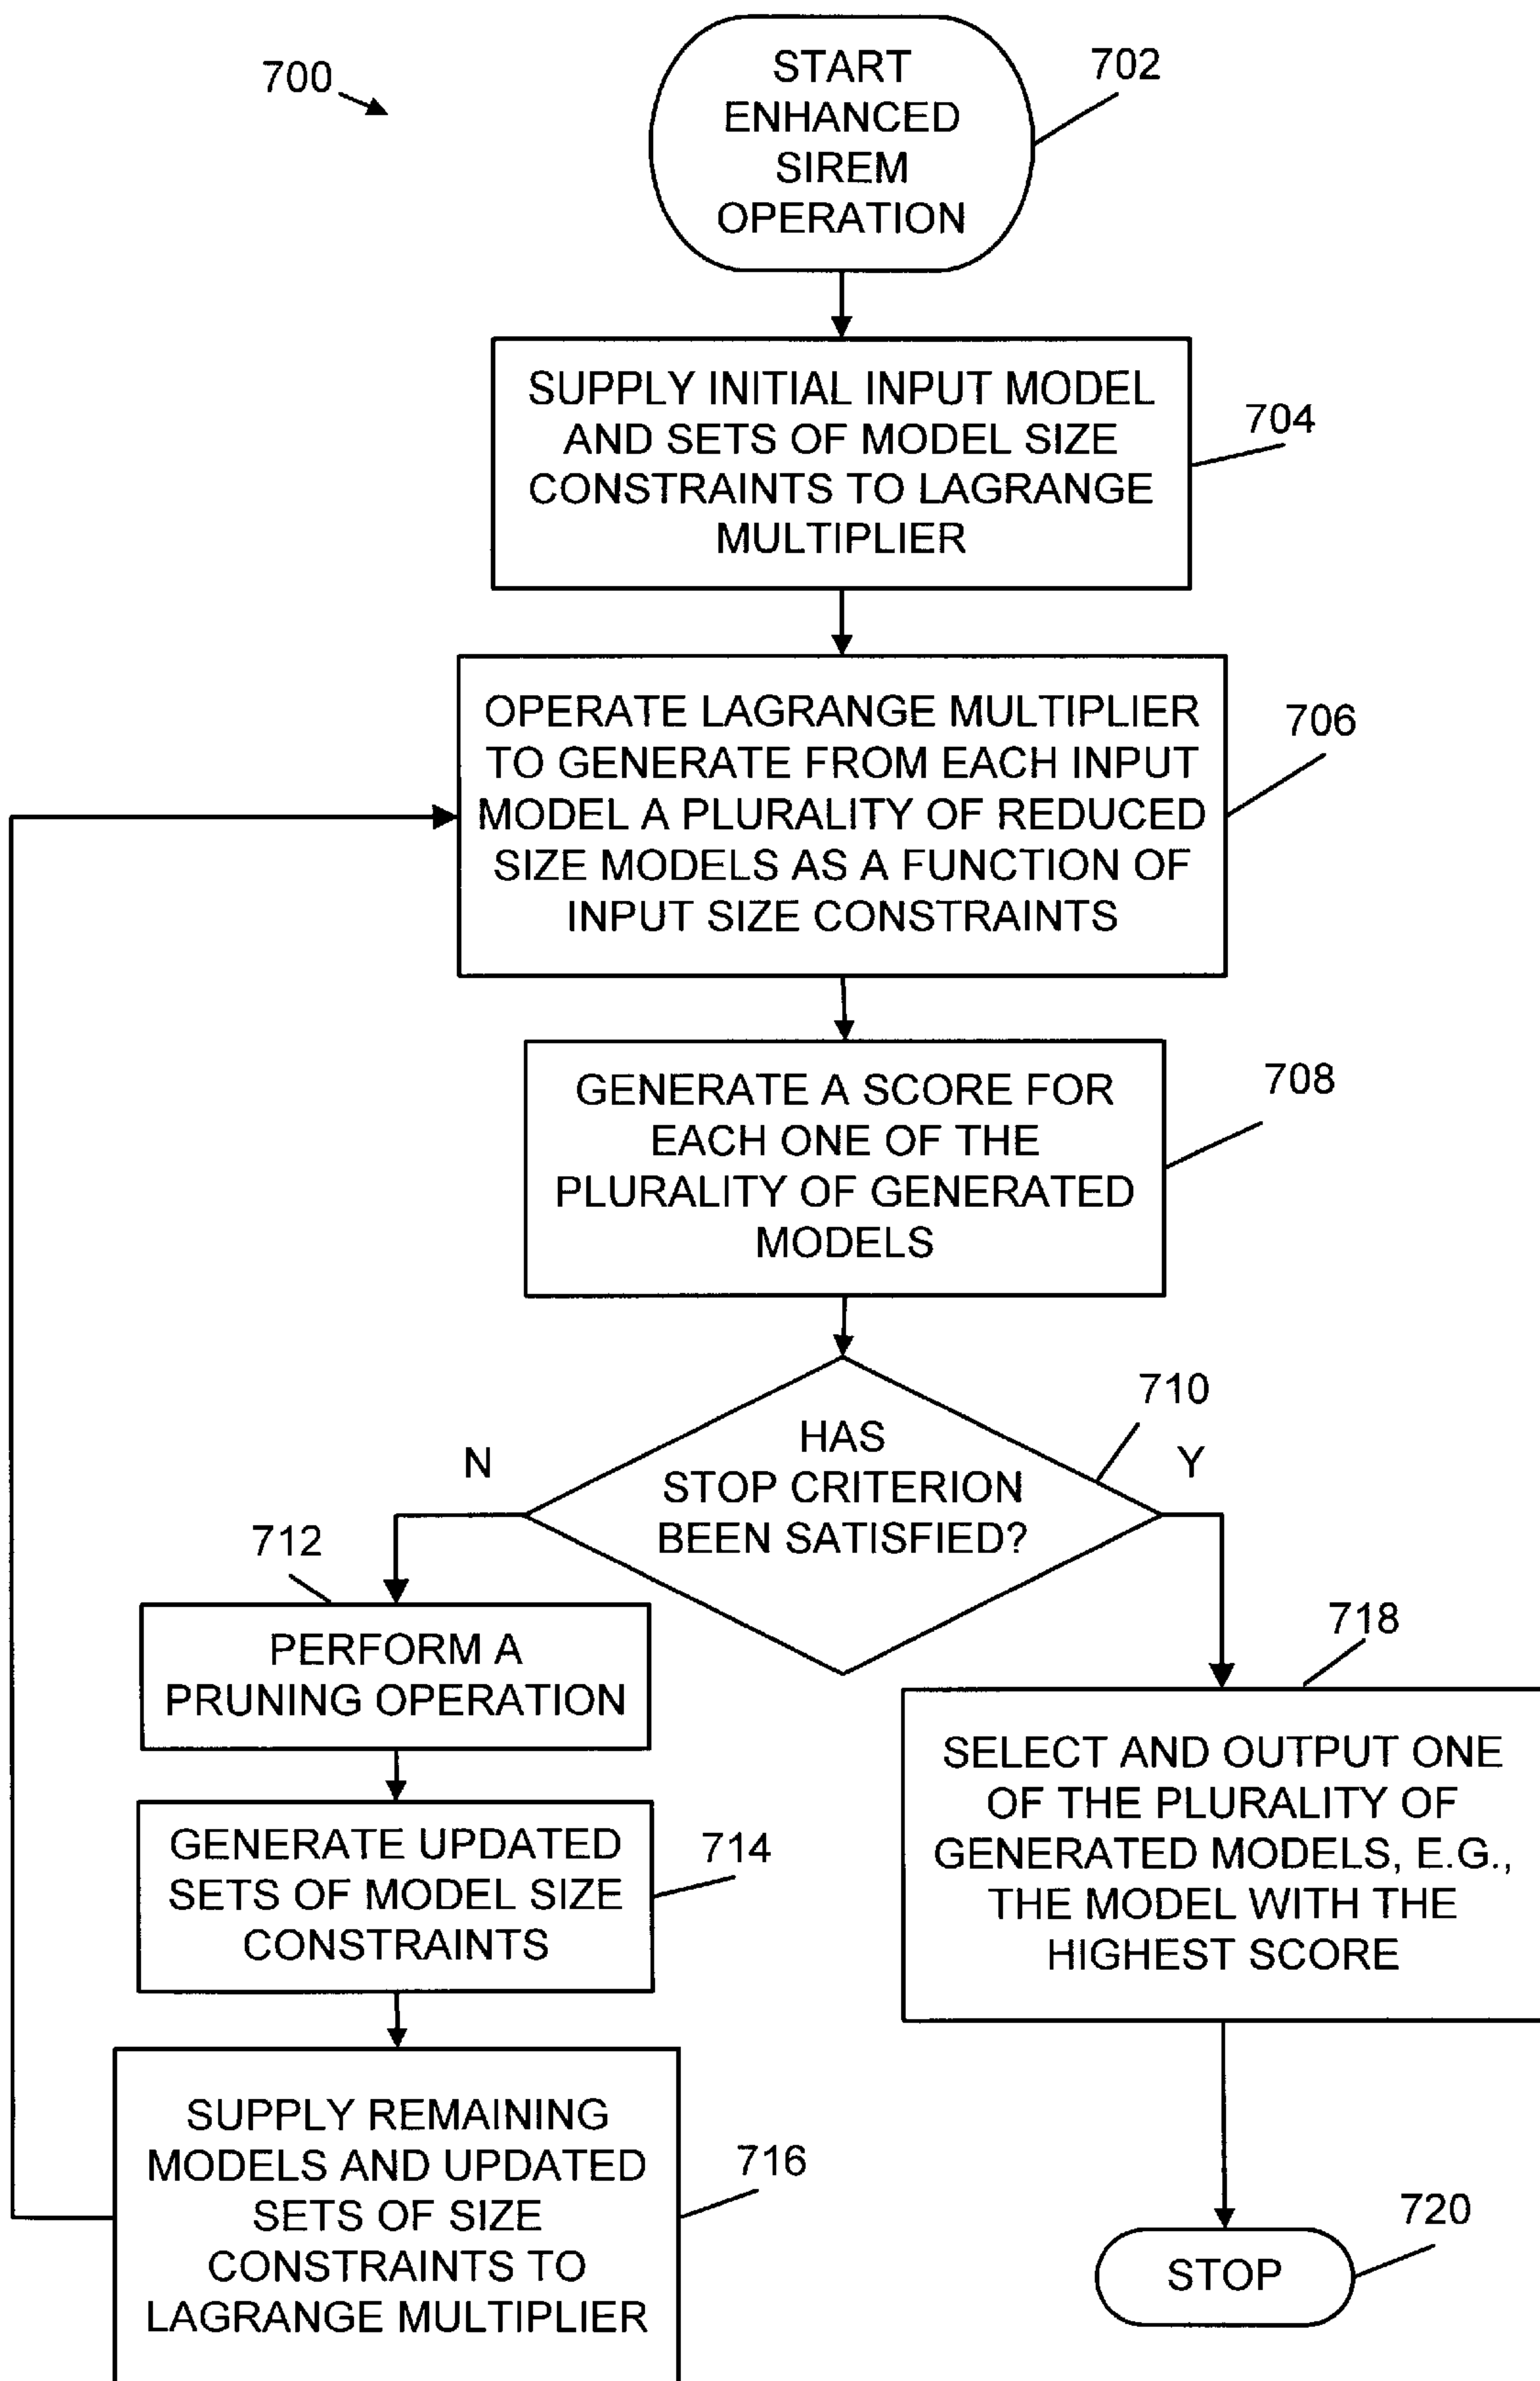 700
START
ENHANCED
SIREM
OPERATION
702
SUPPLY INITIAL INPUT MODEL
AND SETS OF MODEL SIZE
CONSTRAINTS TO LAGRANGE
MULTIPLIER
704
OPERATE LAGRANGE MULTIPLIER
TO GENERATE FROM EACH INPUT
MODEL A PLURALITY OF REDUCED
SIZE MODELS AS A FUNCTION OF
INPUT SIZE CONSTRAINTS
706
GENERATE A SCORE FOR
EACH ONE OF THE
PLURALITY OF GENERATED
MODELS
708
HAS
STOP CRITERION
BEEN SATISFIED?
710
N
Y
712
PERFORM A
PRUNING OPERATION
GENERATE UPDATED
SETS OF MODEL SIZE
CONSTRAINTS
714
SUPPLY REMAINING
MODELS AND UPDATED
SETS OF SIZE
CONSTRAINTS TO
LAGRANGE MULTIPLIER
716
718
SELECT AND OUTPUT ONE
OF THE PLURALITY OF
GENERATED MODELS, E.G.,
THE MODEL WITH THE
HIGHEST SCORE
STOP
720